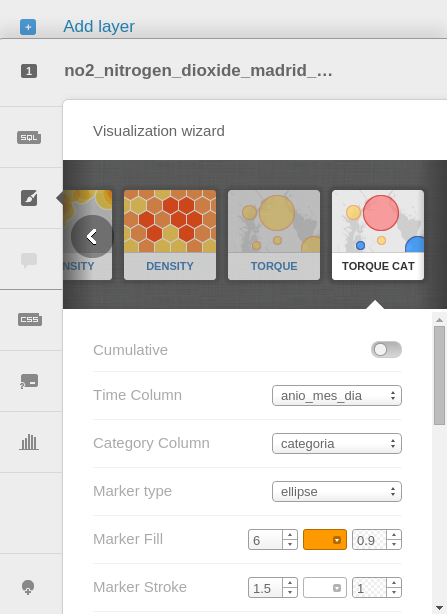 Add layer
1 no2_nitrogen_dioxide_madrid_...
SQL
Visualization wizard
NSITY DENSITY TORQUE TORQUE CAT
CSS
Cumulative
Time Column anio_mes_dia
Category Column categoria
Marker type ellipse
Marker Fill 6 0.9
Marker Stroke 1.5 1